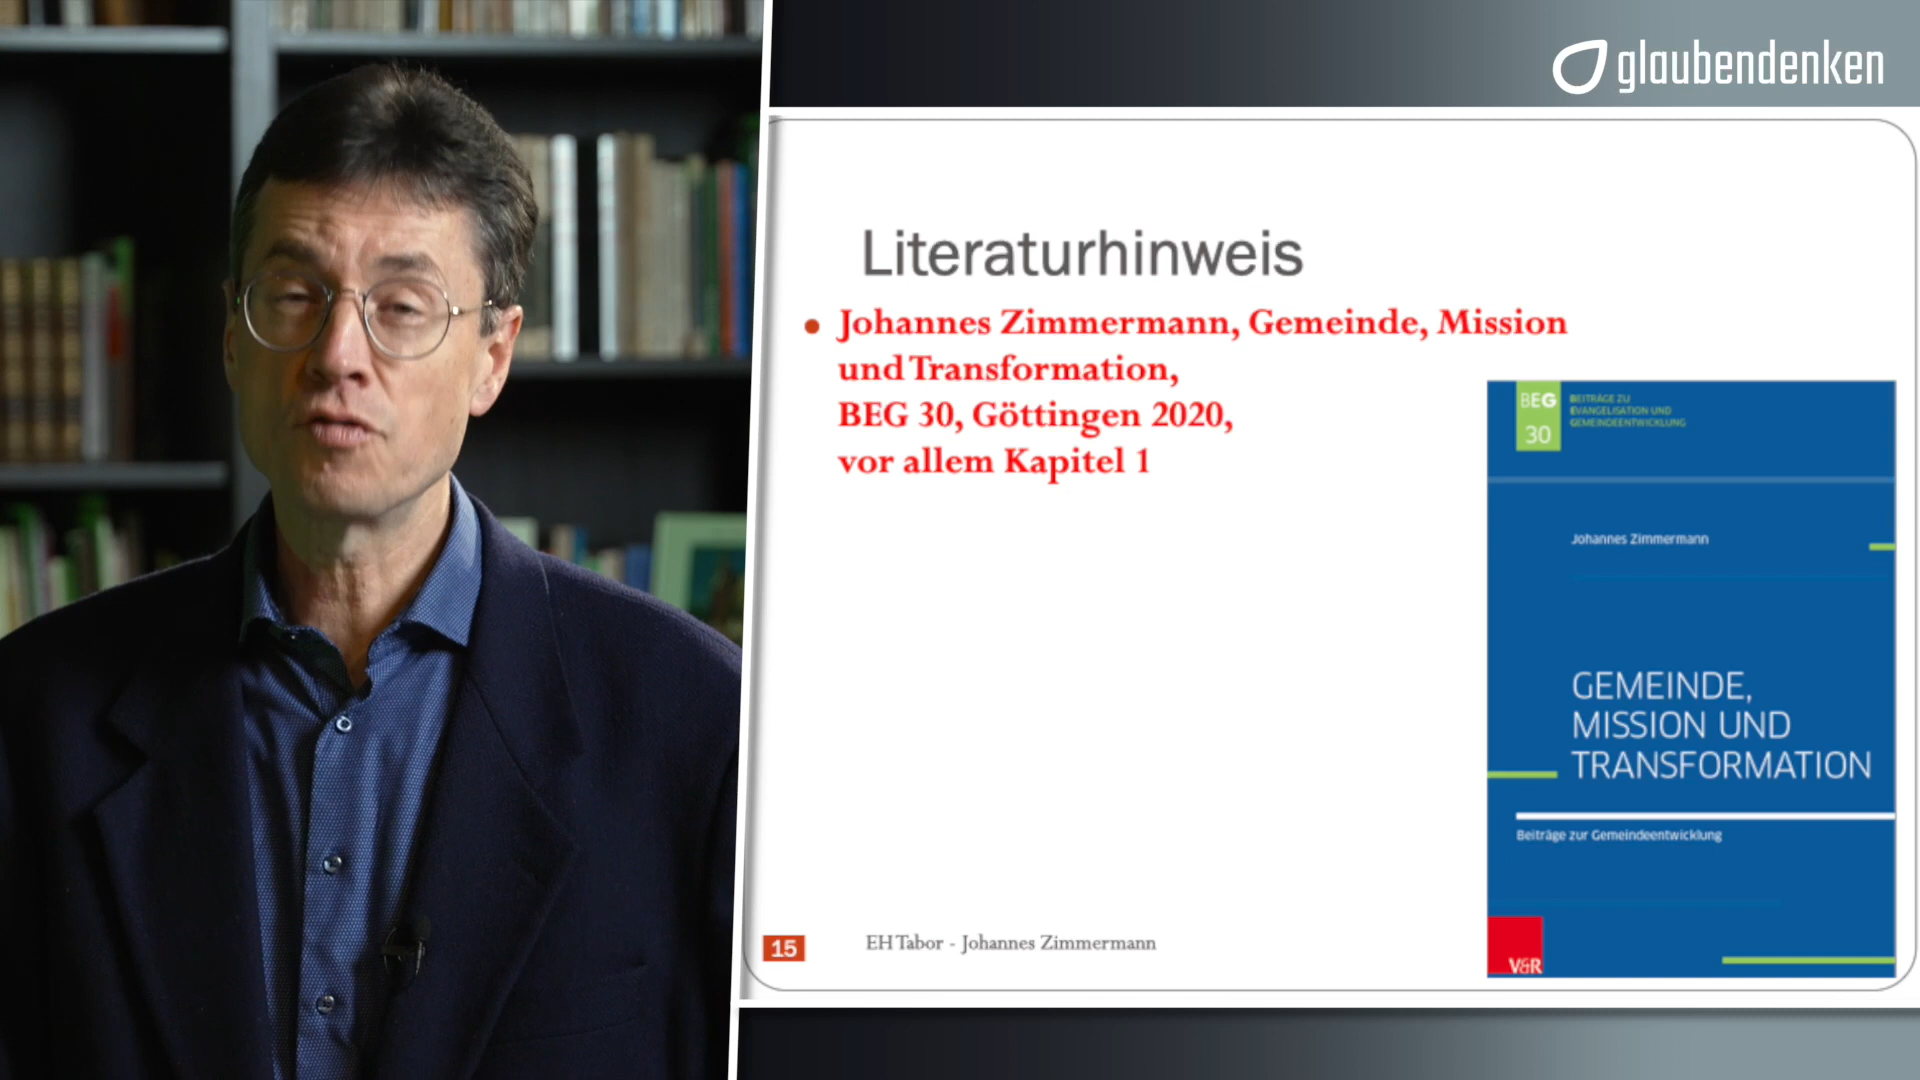 glaubendenken
Literaturhinweis
• Johannes Zimmermann, Gemeinde, Mission
und Transformation,
BEG 30, Göttingen 2020,
vor allem Kapitel 1
BEG
30
BEITRÄGE ZU
EVANGELISATION UND
GEMEINDEENTWICKLUNG
Johannes Zimmermann
GEMEINDE,
MISSION UND
TRANSFORMATION
Beiträge zur Gemeindeentwicklung
V&R
15
EH Tabor - Johannes Zimmermann